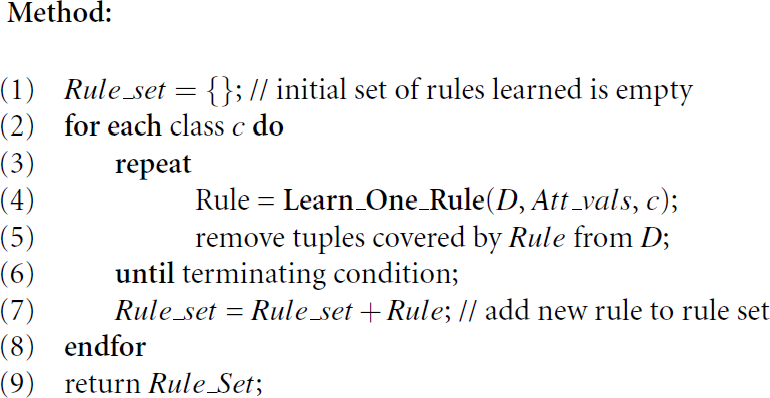 Method:
(1) Rule_set = {}; // initial set of rules learned is empty
(2) for each class c do
(3) repeat
(4) Rule = Learn_One_Rule(D, Att_vals, c);
(5) remove tuples covered by Rule from D;
(6) until terminating condition;
(7) Rule_set = Rule_set + Rule; // add new rule to rule set
(8) endfor
(9) return Rule_Set;